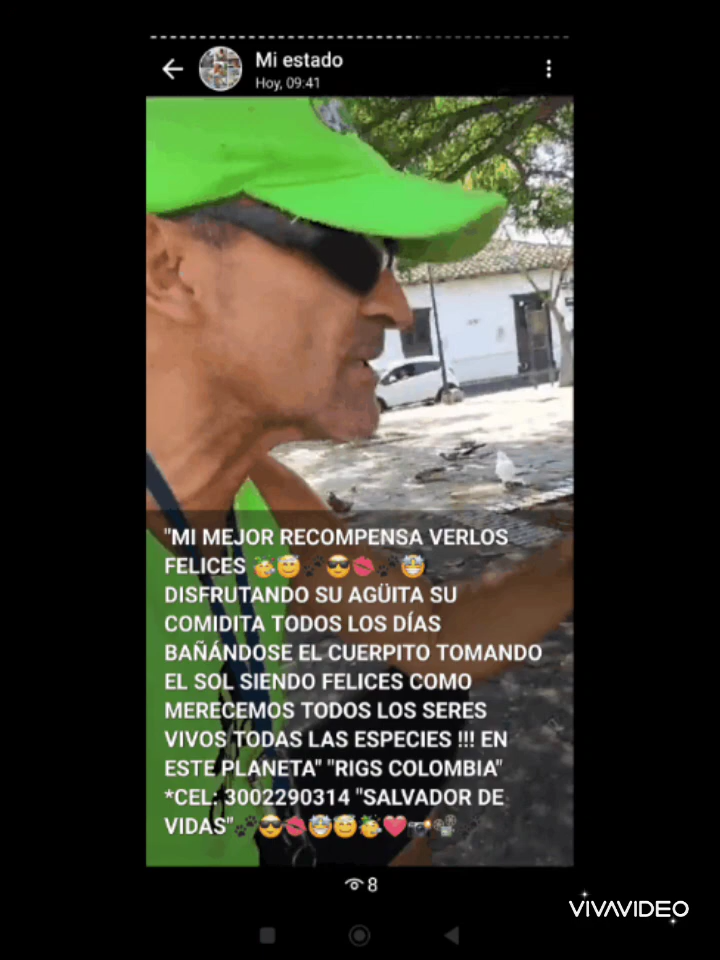 Mi estado
Hoy, 09:41
"MI MEJOR RECOMPENSA VERLOS
FELICES 🥳😇🐾😎💋🐾🤩
DISFRUTANDO SU AGÜITA SU
COMIDITA TODOS LOS DÍAS
BAÑÁNDOSE EL CUERPITO TOMANDO
EL SOL SIENDO FELICES COMO
MERECEMOS TODOS LOS SERES
VIVOS TODAS LAS ESPECIES !!! EN
ESTE PLANETA" "RIGS COLOMBIA"
*CEL: 3002290314 "SALVADOR DE
VIDAS"🐾😎💋🤩😇🥳💗📸📽🐾
8
VIVAVIDEO